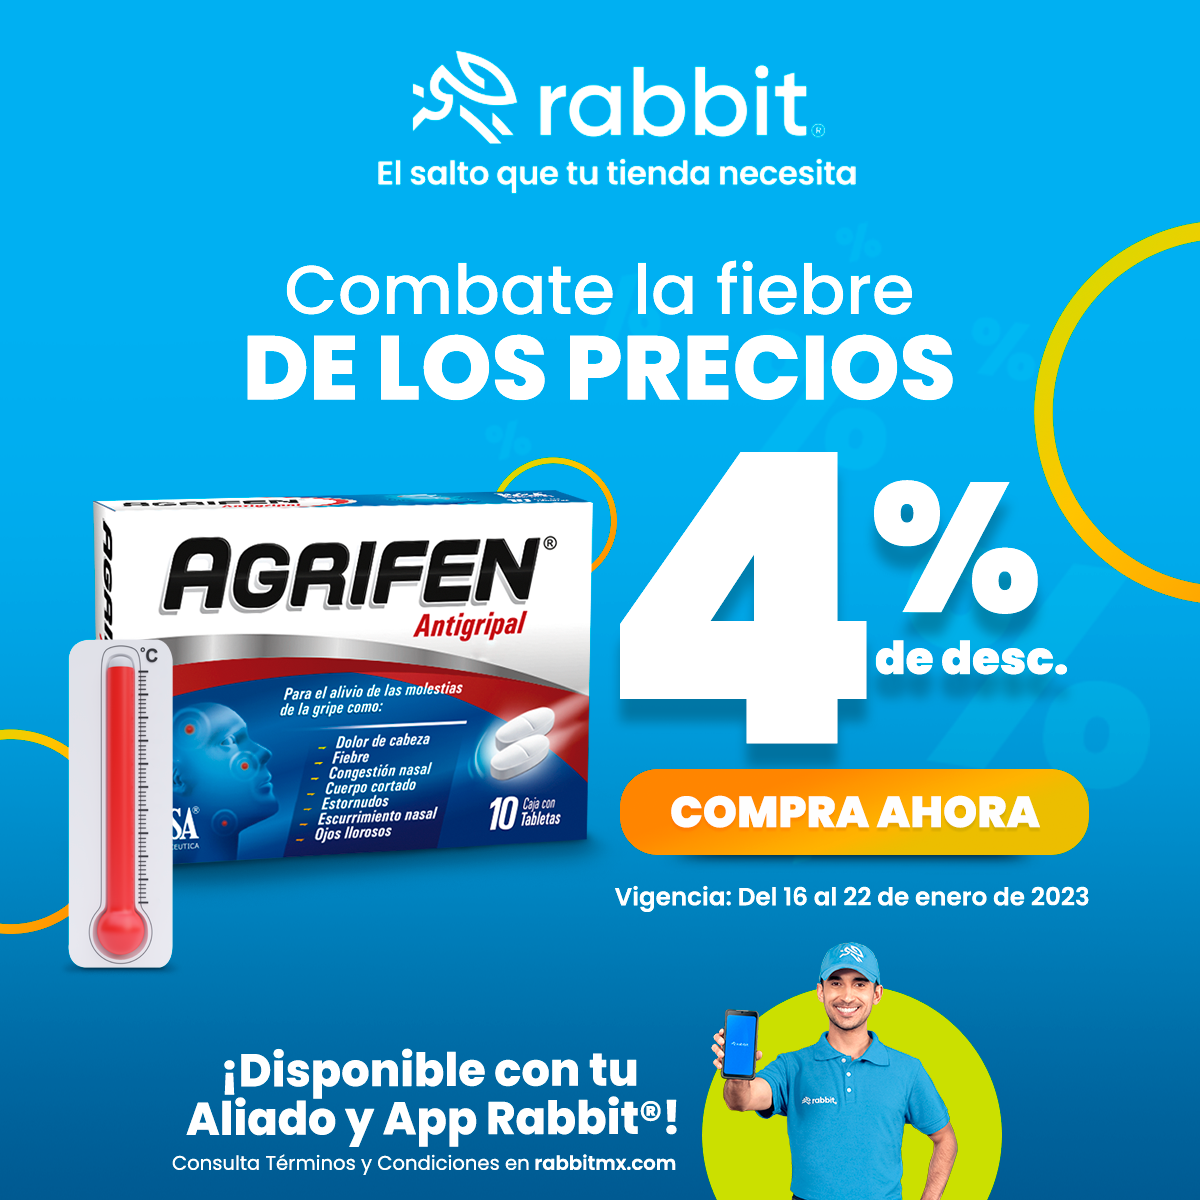 rabbit®
El salto que tu tienda necesita
Combate la fiebre
DE LOS PRECIOS
4%
de desc.
AGRIFEN
Antigripal
AGRIFEN®
Antigripal
Para el alivio de las molestias
de la gripe como:
Dolor de cabeza
Fiebre
Congestión nasal
Cuerpo cortado
Estornudos
Escurrimiento nasal
Ojos llorosos
10 Caja con
Tabletas
°C
COMPRA AHORA
Vigencia: Del 16 al 22 de enero de 2023
rabbit
¡Disponible con tu
Aliado y App Rabbit®!
Consulta Términos y Condiciones en rabbitmx.com